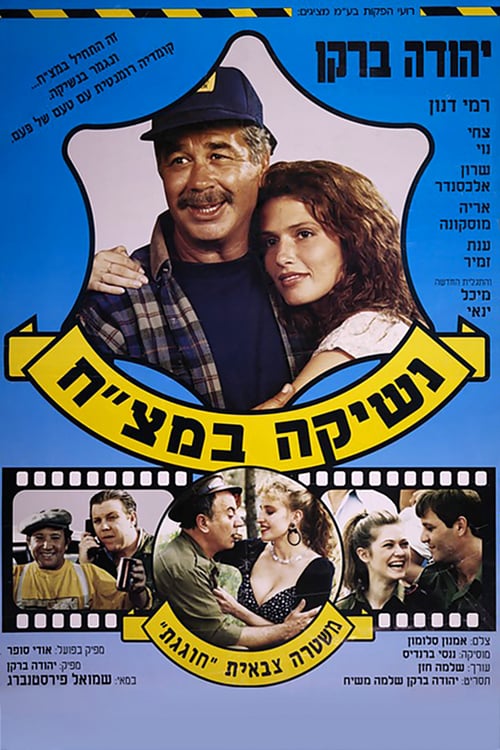 רועי הפקות בע"מ מציגים:
זה התחיל במצ"ח...
ונגמר בנשיקה.
קומדיה רומנטית עם טעם של פעם.
יהודה ברקן
רמי דנון
צחי
נוי
שרון
אלכסנדר
אריה
מוסקונה
ענת
זמיר
והתגלית החדשה
מיכל
ינאי
נשיקה במצ"ח
משטרה צבאית "חוגגת"
צלם: אמנון סלומון
מוסיקה: ננסי ברנדיס
עורך: שלמה חזן
תסריט: יהודה ברקן שלמה משיח
מפיק בפועל: אודי סופר
מפיק: יהודה ברקן
במאי: שמואל פירסטנברג